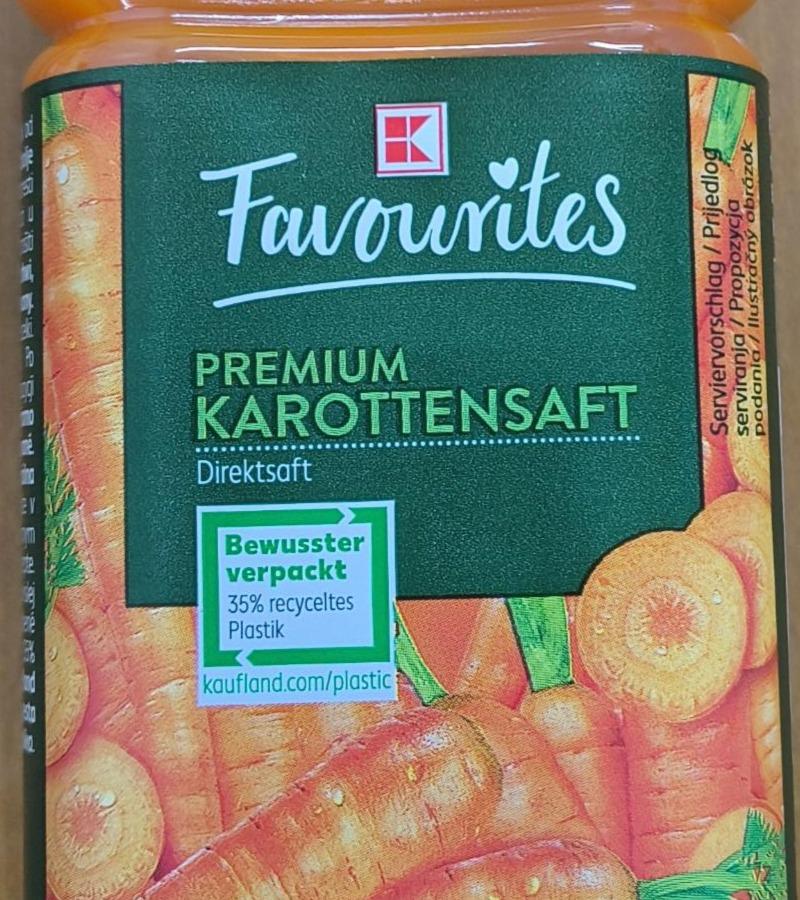 K
Favourites
PREMIUM
KAROTTENSAFT
Direktsaft
Bewusster
verpackt
35% recyceltes
Plastik
kaufland.com/plastic
Serviervorschlag / Prijedlog
serviranja / Propozycja
podania / Ilustračný obrázok